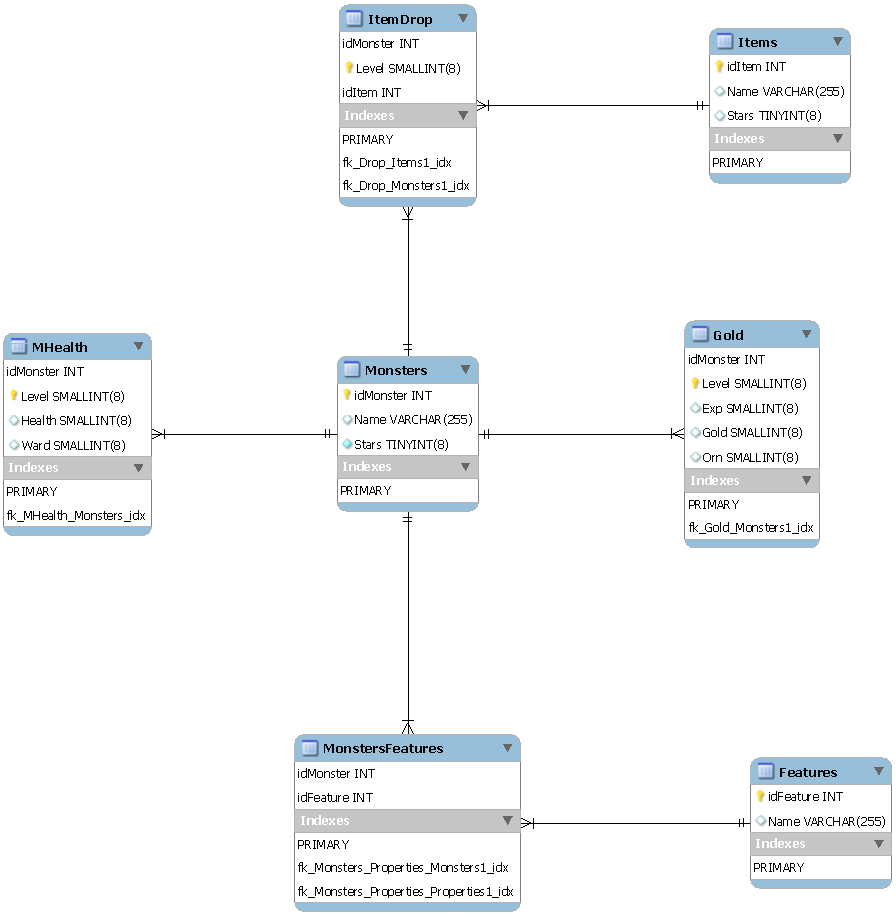 ItemDrop
idMonster INT
Level SMALLINT(8)
idItem INT
Indexes
PRIMARY
fk_Drop_Items1_idx
fk_Drop_Monsters1_idx
Items
idItem INT
Name VARCHAR(255)
Stars TINYINT(8)
Indexes
PRIMARY
MHealth
idMonster INT
Level SMALLINT(8)
Health SMALLINT(8)
Ward SMALLINT(8)
Indexes
PRIMARY
fk_MHealth_Monsters_idx
Monsters
idMonster INT
Name VARCHAR(255)
Stars TINYINT(8)
Indexes
PRIMARY
Gold
idMonster INT
Level SMALLINT(8)
Exp SMALLINT(8)
Gold SMALLINT(8)
Orn SMALLINT(8)
Indexes
PRIMARY
fk_Gold_Monsters1_idx
MonstersFeatures
idMonster INT
idFeature INT
Indexes
PRIMARY
fk_Monsters_Properties_Monsters1_idx
fk_Monsters_Properties_Properties1_idx
Features
idFeature INT
Name VARCHAR(255)
Indexes
PRIMARY